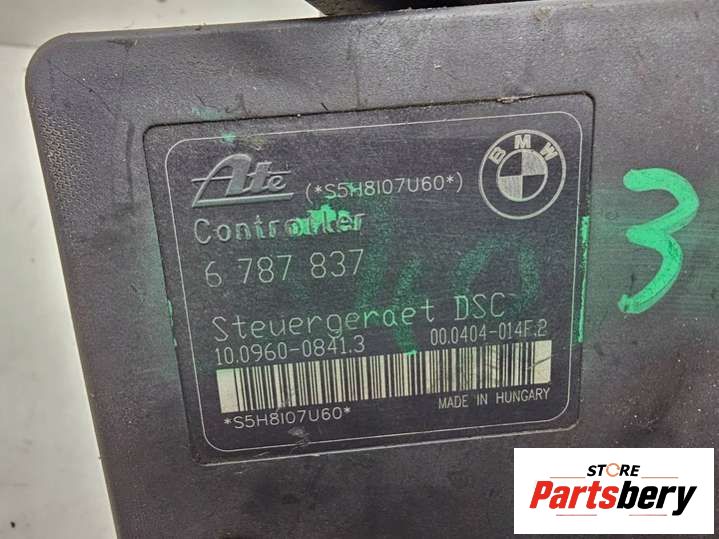 Ate (*S5H8I07U60*)
BMW
Controller
6 787 837
Steuergeraet DSC
10.0960-0841.3 00.0404-014F.2
*S5H8I07U60*
MADE IN HUNGARY
3
STORE
Partsbery